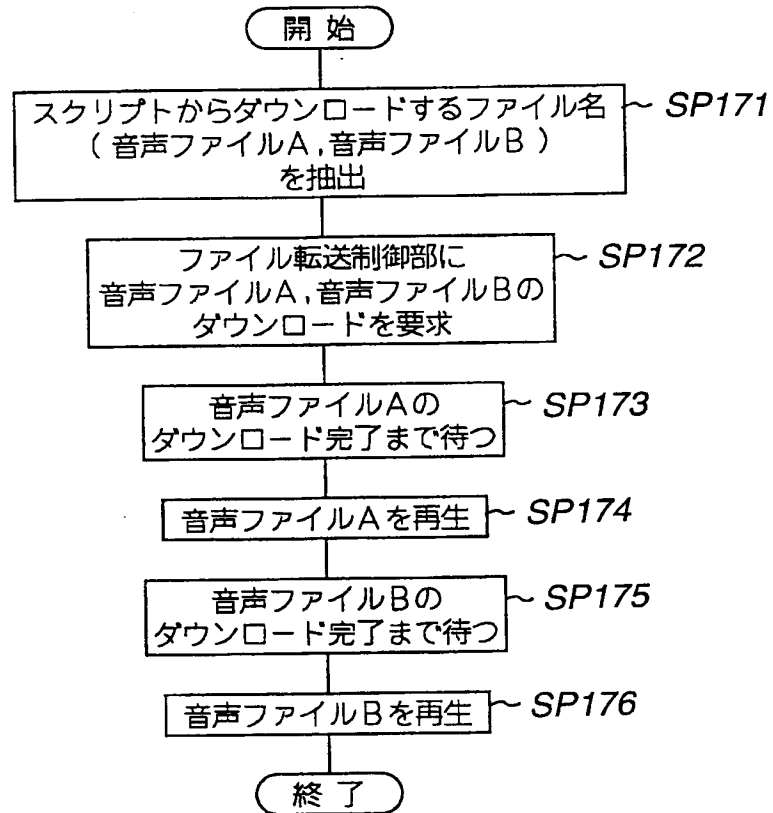 開始
スクリプトからダウンロードするファイル名
（音声ファイルA,音声ファイルB）
を抽出
SP171
ファイル転送制御部に
音声ファイルA,音声ファイルBの
ダウンロードを要求
SP172
音声ファイルAの
ダウンロード完了まで待つ
SP173
音声ファイルAを再生
SP174
音声ファイルBの
ダウンロード完了まで待つ
SP175
音声ファイルBを再生
SP176
終了